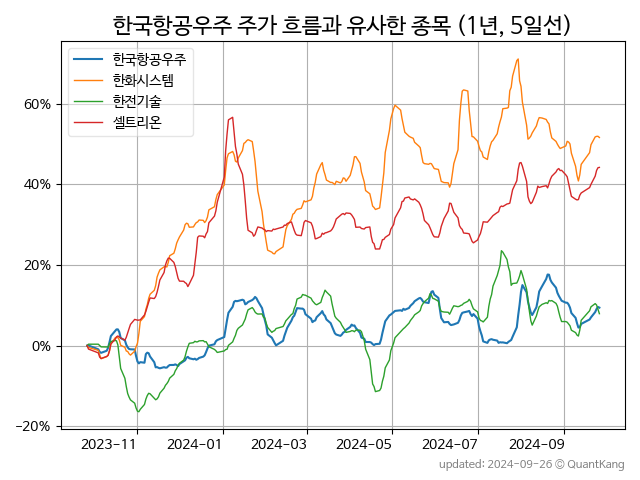 한국항공우주 주가 흐름과 유사한 종목 (1년, 5일선)
한국항공우주
한화시스템
한전기술
셀트리온
60%
40%
20%
0%
−20%
2023-11
2024-01
2024-03
2024-05
2024-07
2024-09
updated: 2024-09-26 © QuantKang